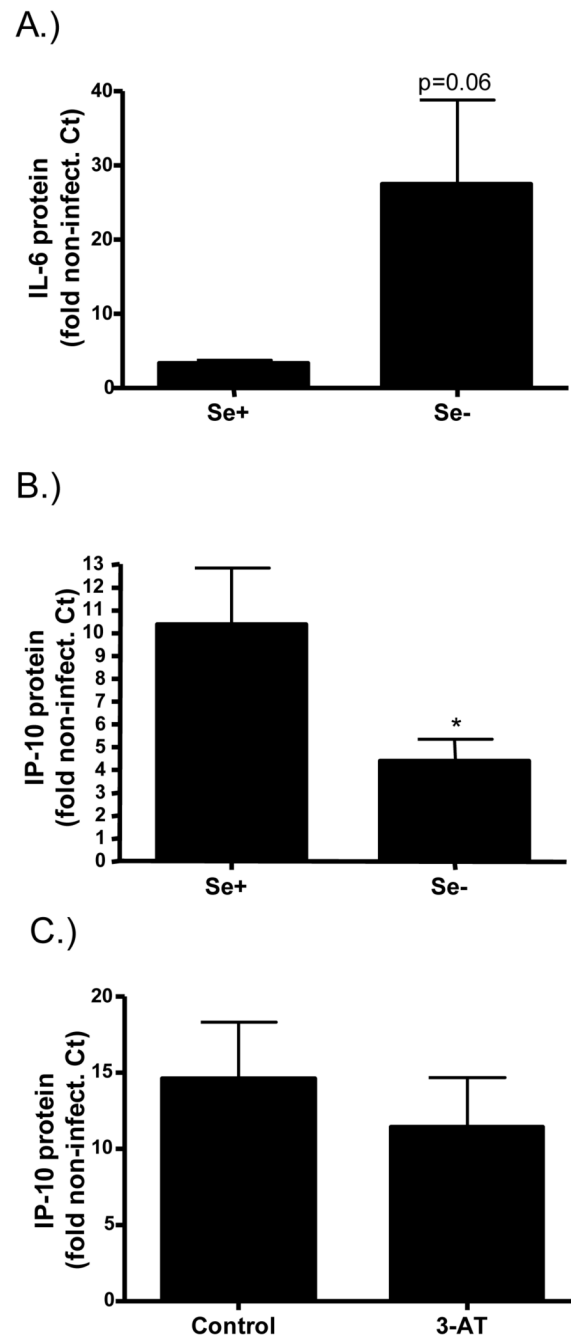 A.)
p=0.06
IL-6 protein
(fold non-infect. Ct)
40
30
20
10
0
Se+ Se-
B.)
*
IP-10 protein
(fold non-infect. Ct)
13
12
11
10
9
8
7
6
5
4
3
2
1
0
Se+ Se-
C.)
IP-10 protein
(fold non-infect. Ct)
20
15
10
5
0
Control 3-AT